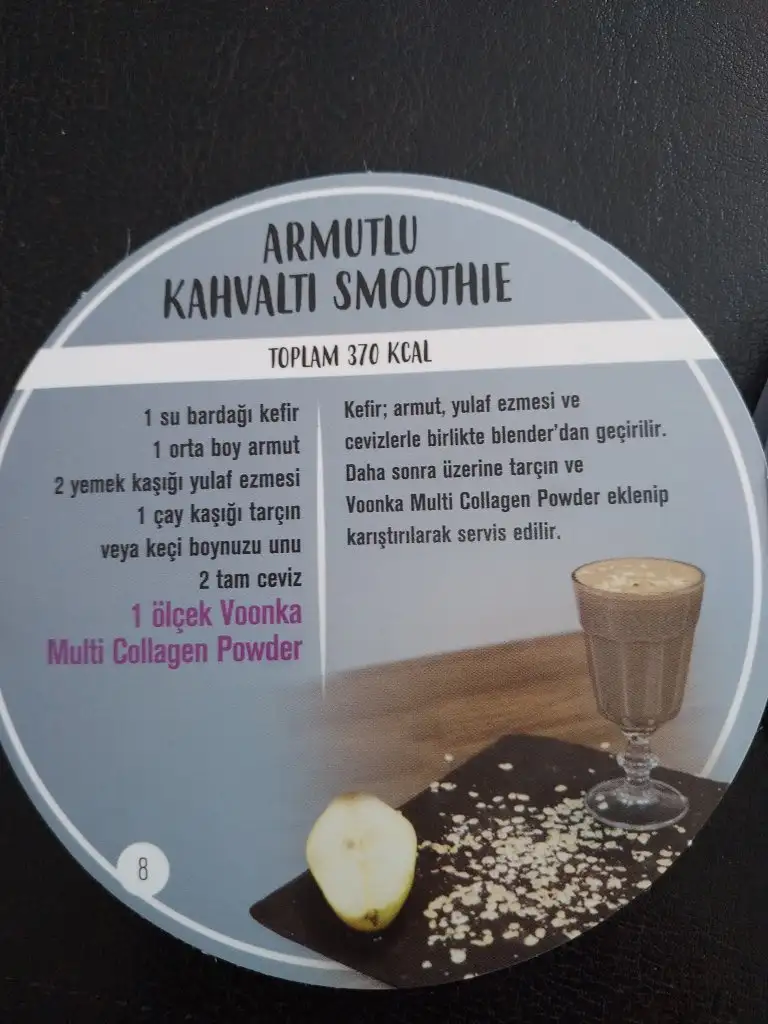 ARMUTLU
KAHVALTI SMOOTHIE
TOPLAM 370 KCAL
1 su bardağı kefir
1 orta boy armut
2 yemek kaşığı yulaf ezmesi
1 çay kaşığı tarçın
veya keçi boynuzu unu
2 tam ceviz
1 ölçek Voonka
Multi Collagen Powder
Kefir; armut, yulaf ezmesi ve
cevizlerle birlikte blender'dan geçirilir.
Daha sonra üzerine tarçın ve
Voonka Multi Collagen Powder eklenip
karıştırılarak servis edilir.
8